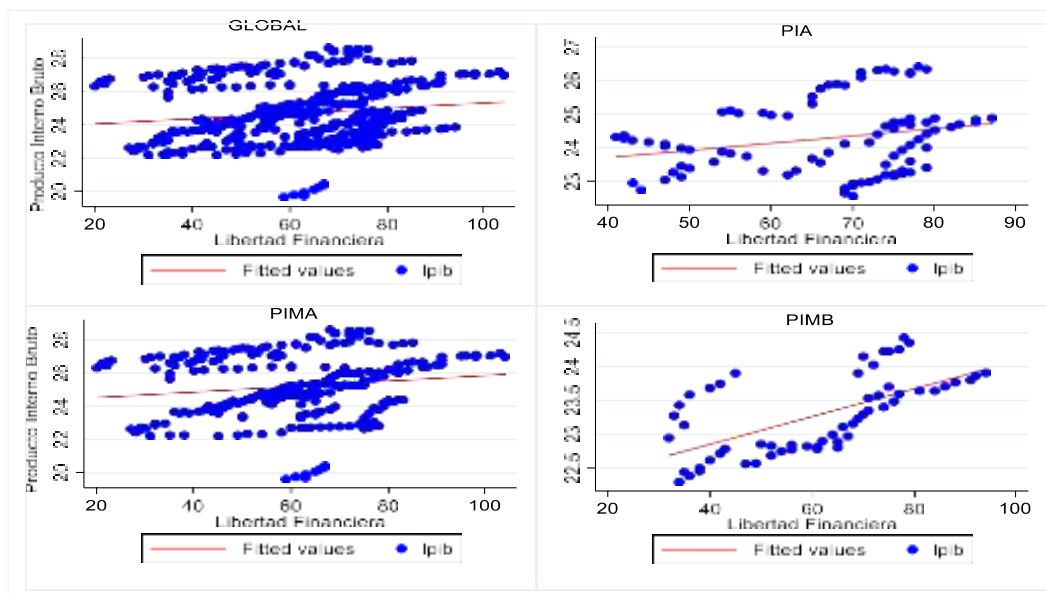 GLOBAL
Producto Interno Bruto
28
26
24
22
20
20 40 60 80 100
Libertad Financiera
Fitted values lpib
PIA
27
26
25
24
23
40 50 60 70 80 90
Libertad Financiera
Fitted values lpib
PIMA
Producto Interno Bruto
28
26
24
22
20
20 40 60 80 100
Libertad Financiera
Fitted values lpib
PIMB
24.5
24
23.5
23
22.5
20 40 60 80 100
Libertad Financiera
Fitted values lpib